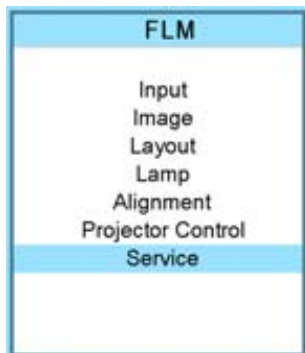 FLM
Input
Image
Layout
Lamp
Alignment
Projector Control
Service